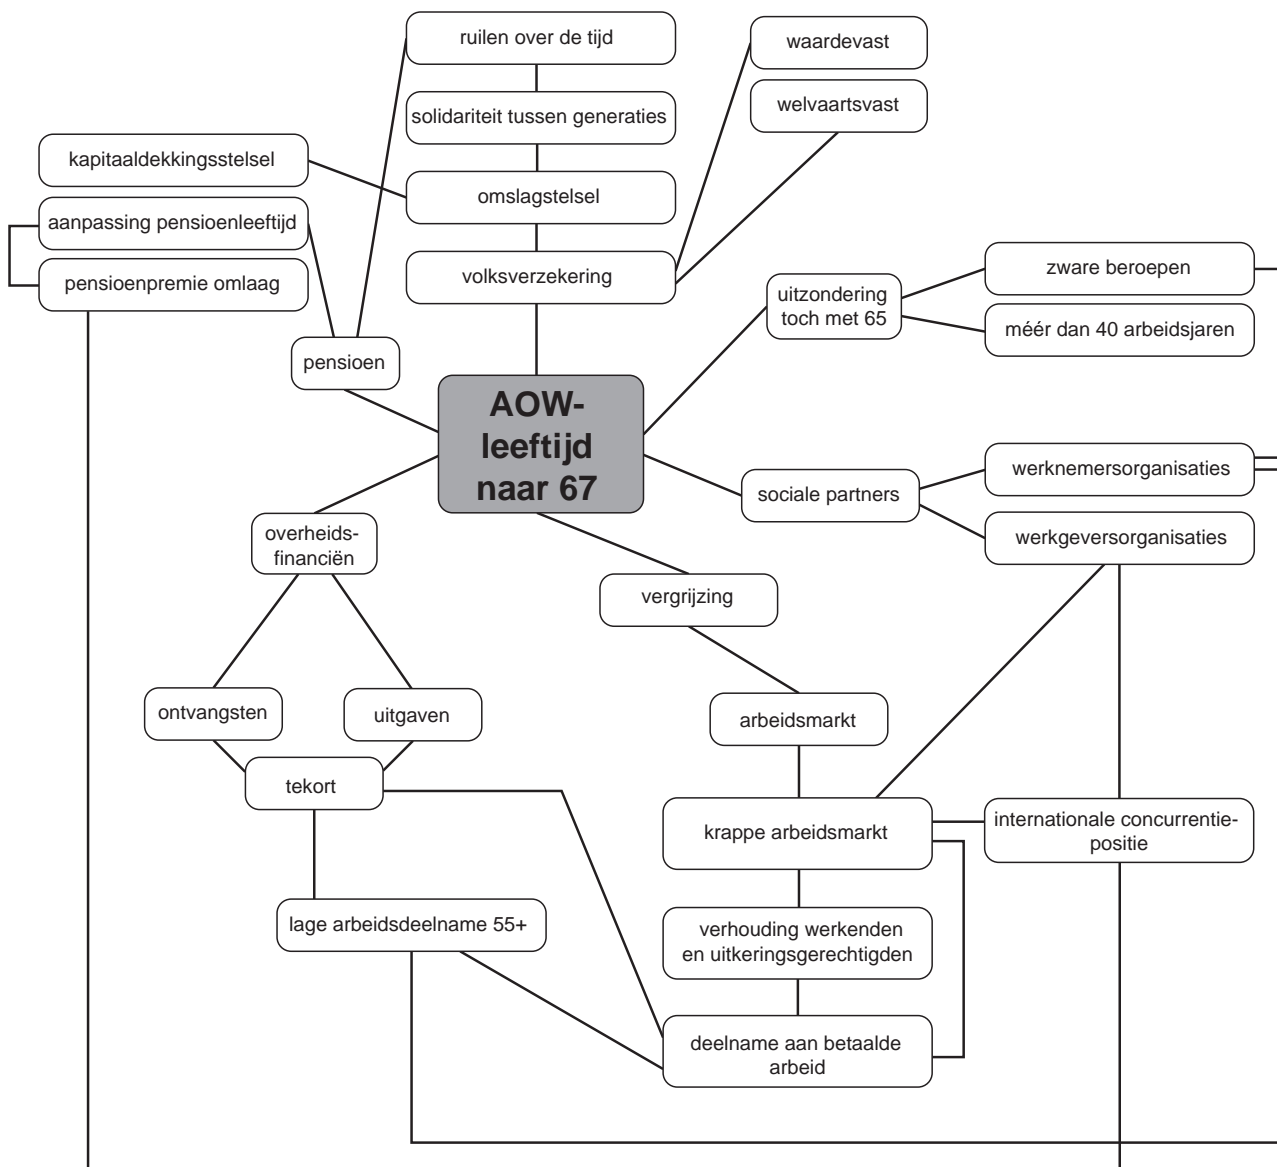 ruilen over de tijd
waardevast
welvaartsvast
solidariteit tussen generaties
kapitaaldekkingsstelsel
omslagstelsel
aanpassing pensioenleeftijd
pensioenpremie omlaag
volksverzekering
uitzondering
toch met 65
zware beroepen
méér dan 40 arbeidsjaren
pensioen
AOW-
leeftijd
naar 67
sociale partners
werknemersorganisaties
werkgeversorganisaties
overheids-
financiën
vergrijzing
ontvangsten
uitgaven
arbeidsmarkt
tekort
krappe arbeidsmarkt
internationale concurrentie-
positie
lage arbeidsdeelname 55+
verhouding werkenden
en uitkeringsgerechtigden
deelname aan betaalde
arbeid